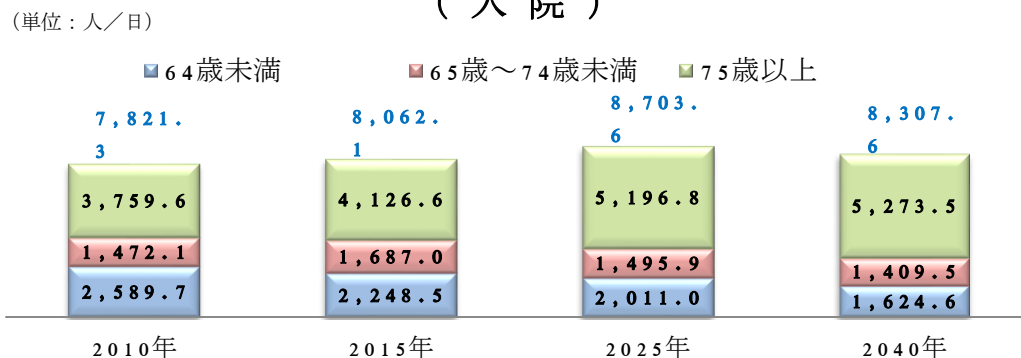 （入院）
（単位：人／日）
64歳未満 65歳～74歳未満 75歳以上
7,821.3
8,062.1
8,703.6
8,307.6
3,759.6 4,126.6 5,196.8 5,273.5
1,472.1 1,687.0 1,495.9 1,409.5
2,589.7 2,248.5 2,011.0 1,624.6
2010年 2015年 2025年 2040年